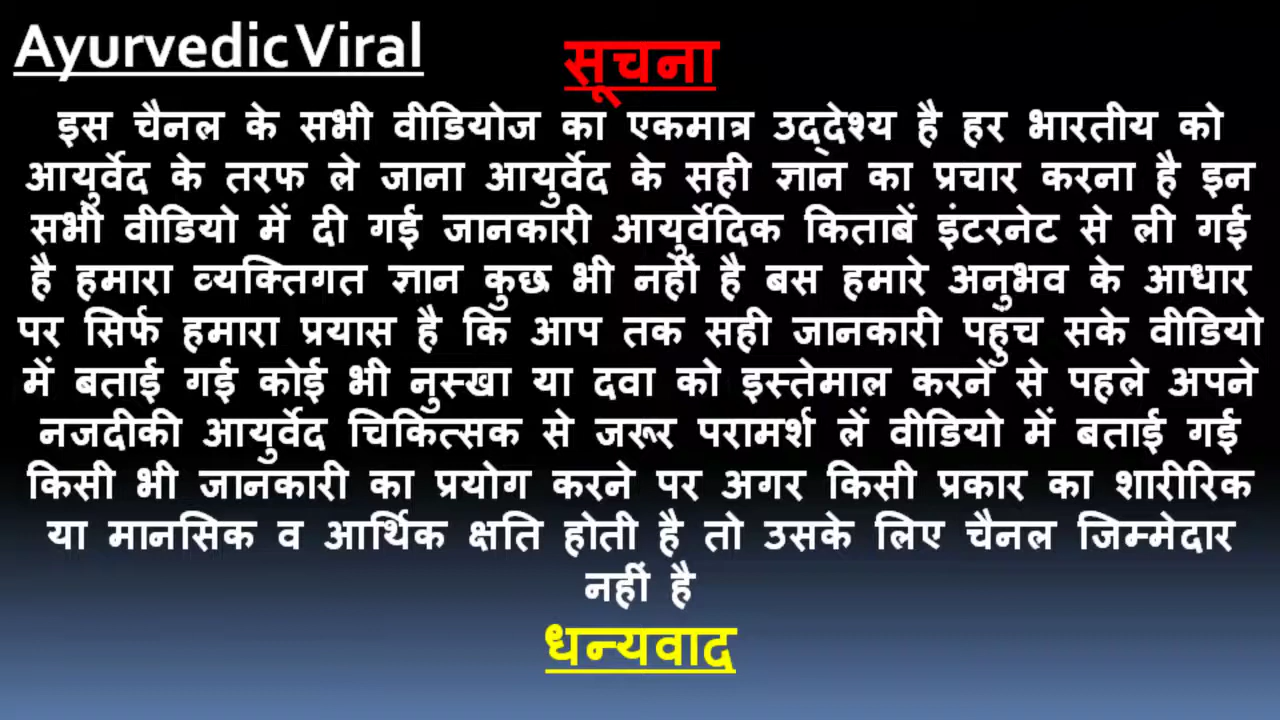 Ayurvedic Viral
सूचना
इस चैनल के सभी वीडियोज का एकमात्र उद्देश्य है हर भारतीय को
आयुर्वेद के तरफ ले जाना आयुर्वेद के सही ज्ञान का प्रचार करना है इन
सभी वीडियो में दी गई जानकारी आयुर्वेदिक किताबें इंटरनेट से ली गई
है हमारा व्यक्तिगत ज्ञान कुछ भी नहीं है बस हमारे अनुभव के आधार
पर सिर्फ हमारा प्रयास है कि आप तक सही जानकारी पहुंच सके वीडियो
में बताई गई कोई भी नुस्खा या दवा को इस्तेमाल करने से पहले अपने
नजदीकी आयुर्वेद चिकित्सक से जरूर परामर्श लें वीडियो में बताई गई
किसी भी जानकारी का प्रयोग करने पर अगर किसी प्रकार का शारीरिक
या मानसिक व आर्थिक क्षति होती है तो उसके लिए चैनल जिम्मेदार
नहीं है
धन्यवाद